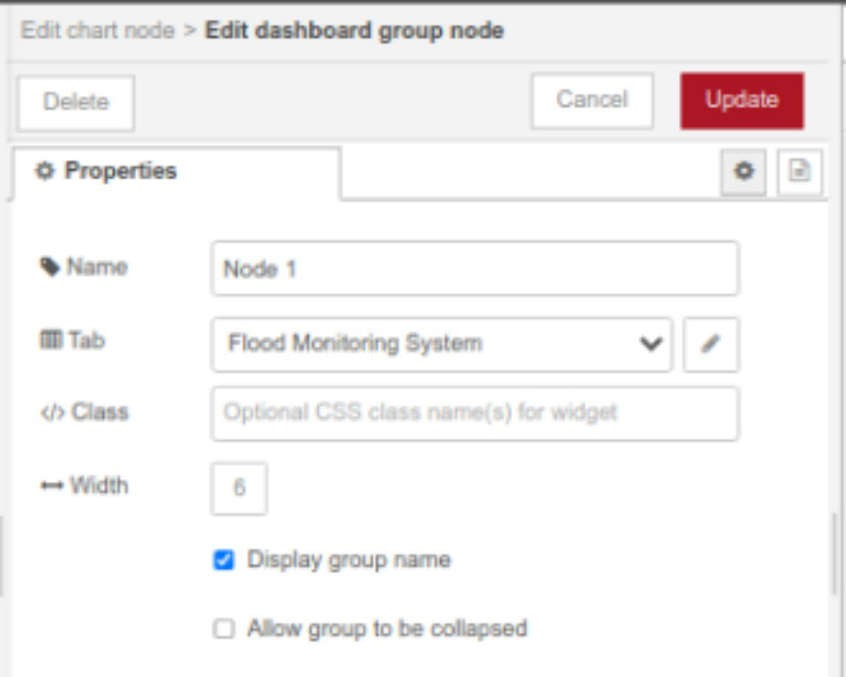 Edit chart node > Edit dashboard group node
Delete Cancel Update
Properties
Name Node 1
Tab Flood Monitoring System
</> Class Optional CSS class name(s) for widget
Width 6
Display group name
Allow group to be collapsed